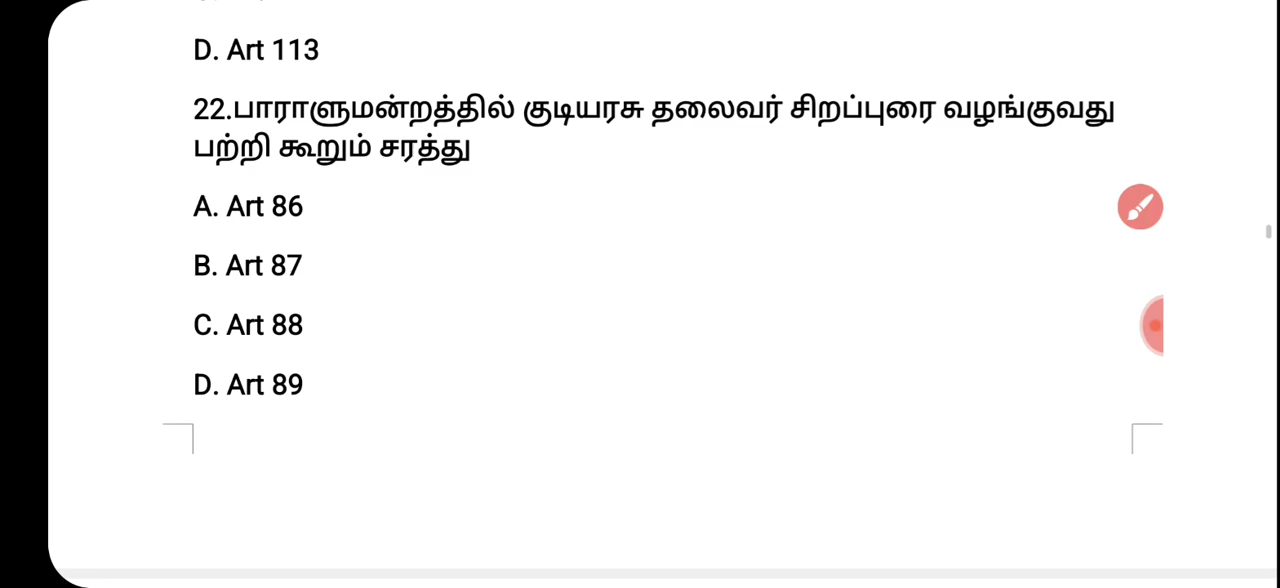 D. Art 113
22.பாராளுமன்றத்தில் குடியரசு தலைவர் சிறப்புரை வழங்குவது
பற்றி கூறும் சரத்து
A. Art 86
B. Art 87
C. Art 88
D. Art 89